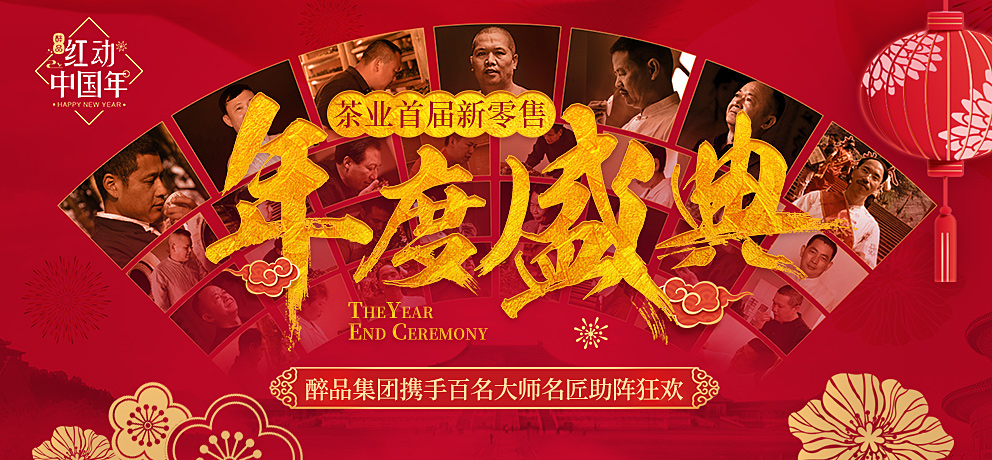 醉品
红动
中国年
HAPPY NEW YEAR
茶业首届新零售
年度盛典
THE YEAR
END CEREMONY
醉品集团携手百名大师名匠助阵狂欢